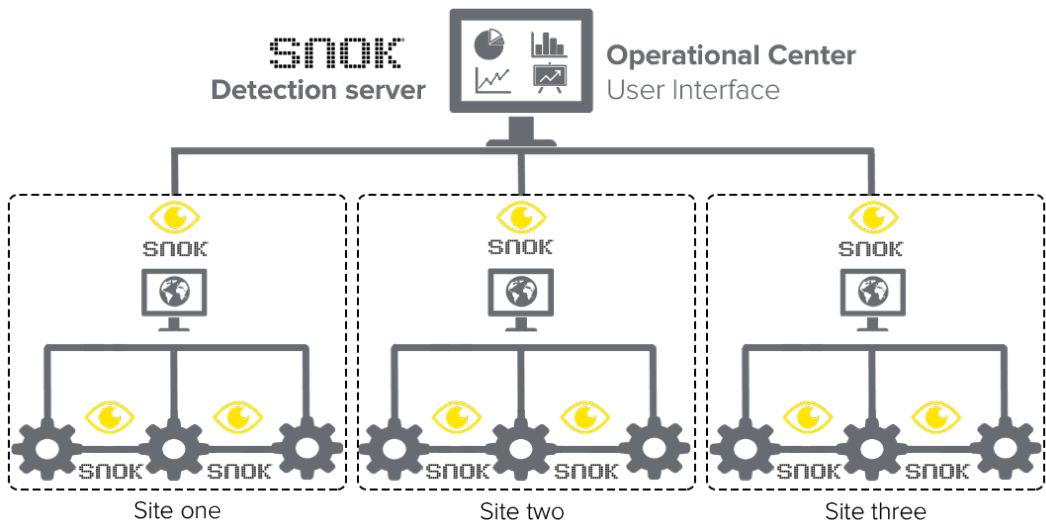 SNOK
Detection server
Operational Center
User Interface
SNOK
SNOK
SNOK
SNOK
SNOK
SNOK
SNOK
SNOK
SNOK
Site one
Site two
Site three